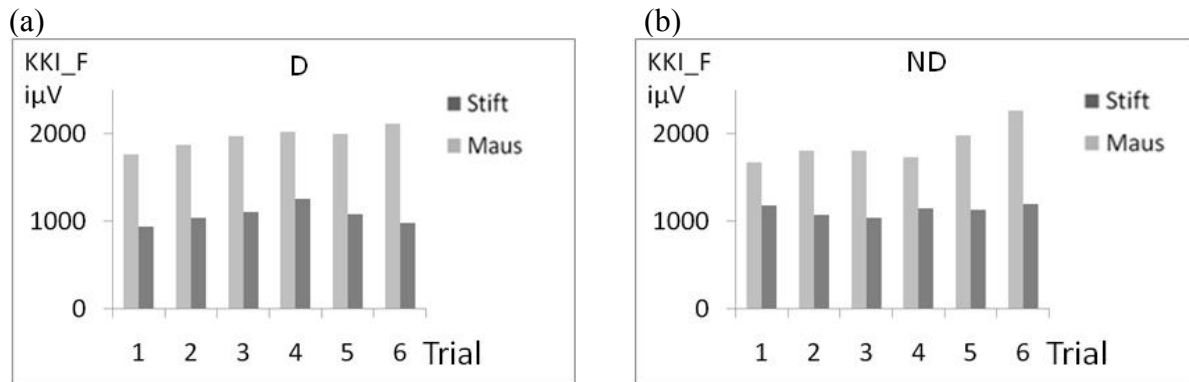 (a)
KKI_F
iµV
D
Stift
Maus
2000
1000
0
1 2 3 4 5 6 Trial
(b)
KKI_F
iµV
ND
Stift
Maus
2000
1000
0
1 2 3 4 5 6 Trial